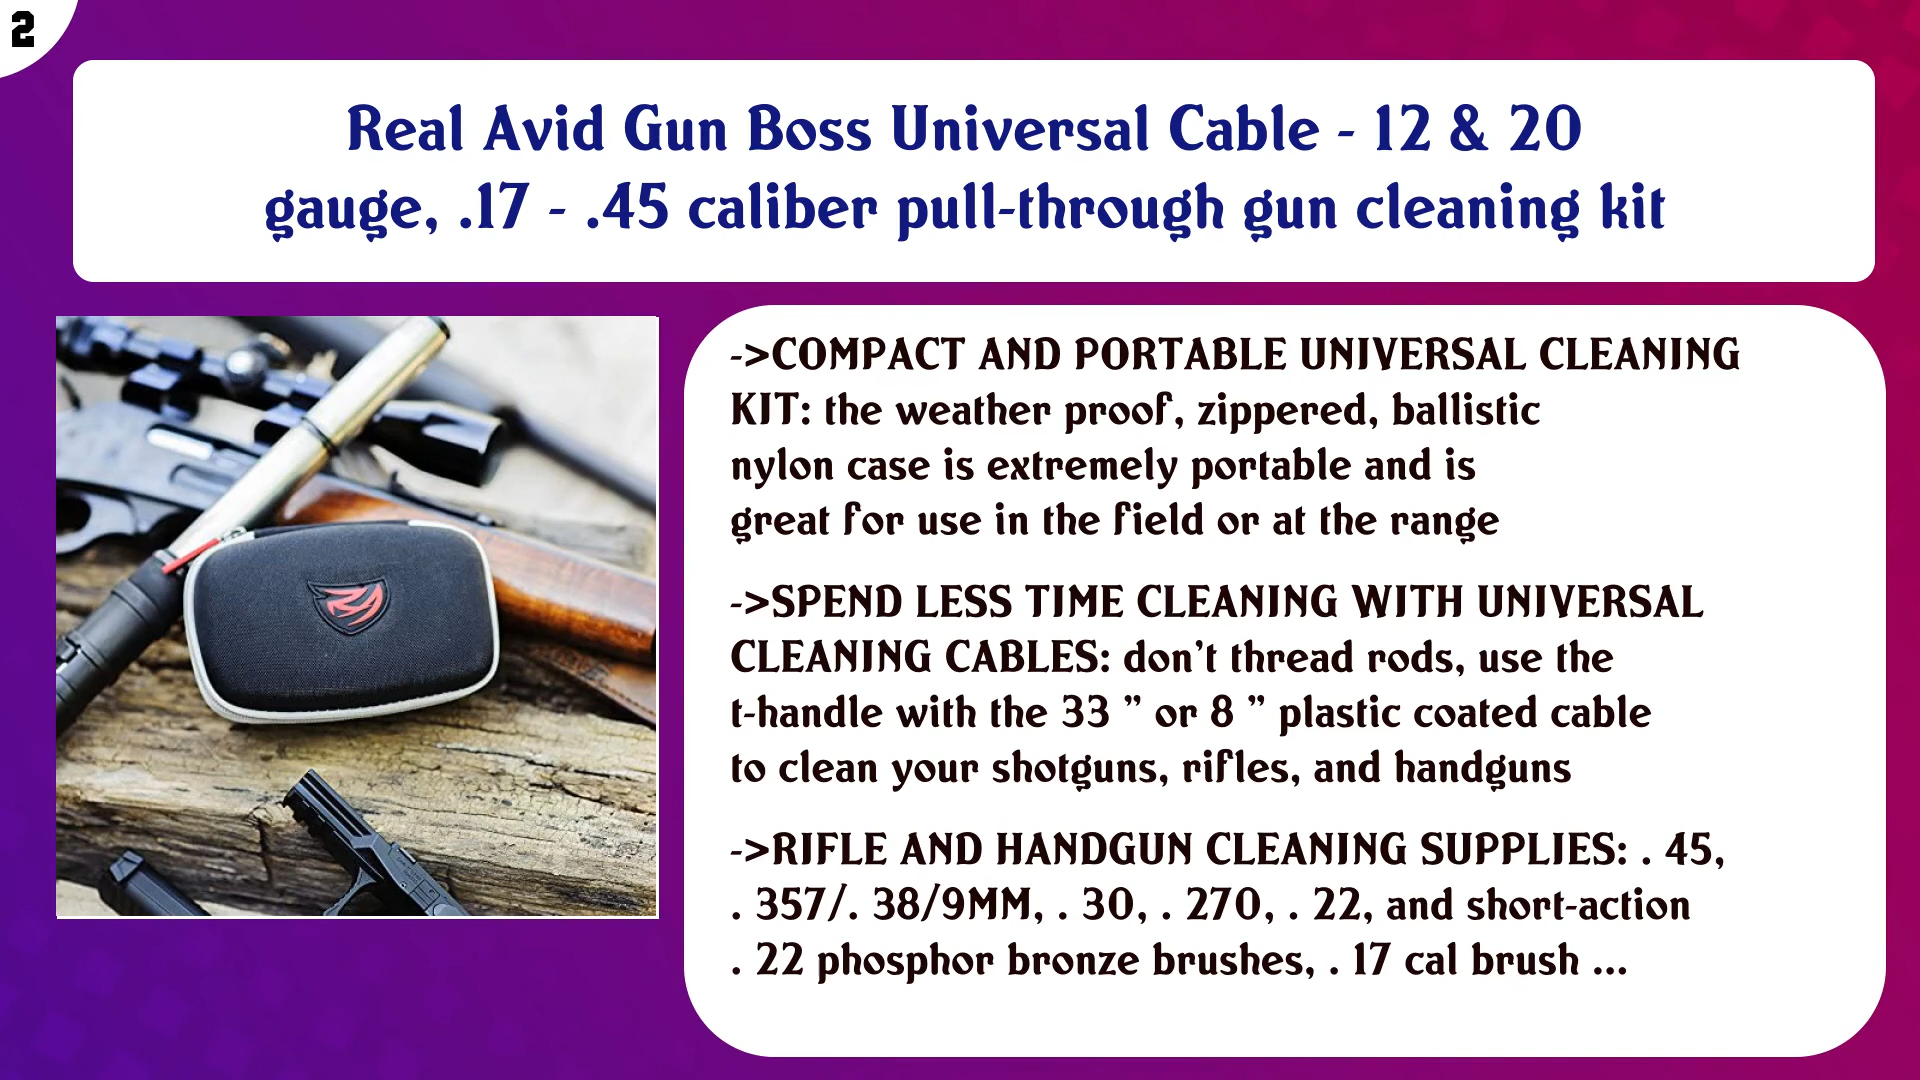 2
Real Avid Gun Boss Universal Cable - 12 & 20
gauge, .17 - .45 caliber pull-through gun cleaning kit
->COMPACT AND PORTABLE UNIVERSAL CLEANING
KIT: the weather proof, zippered, ballistic
nylon case is extremely portable and is
great for use in the field or at the range
->SPEND LESS TIME CLEANING WITH UNIVERSAL
CLEANING CABLES: don't thread rods, use the
t-handle with the 33 ” or 8 ” plastic coated cable
to clean your shotguns, rifles, and handguns
->RIFLE AND HANDGUN CLEANING SUPPLIES: . 45,
. 357/. 38/9MM, . 30, . 270, . 22, and short-action
. 22 phosphor bronze brushes, . 17 cal brush ...